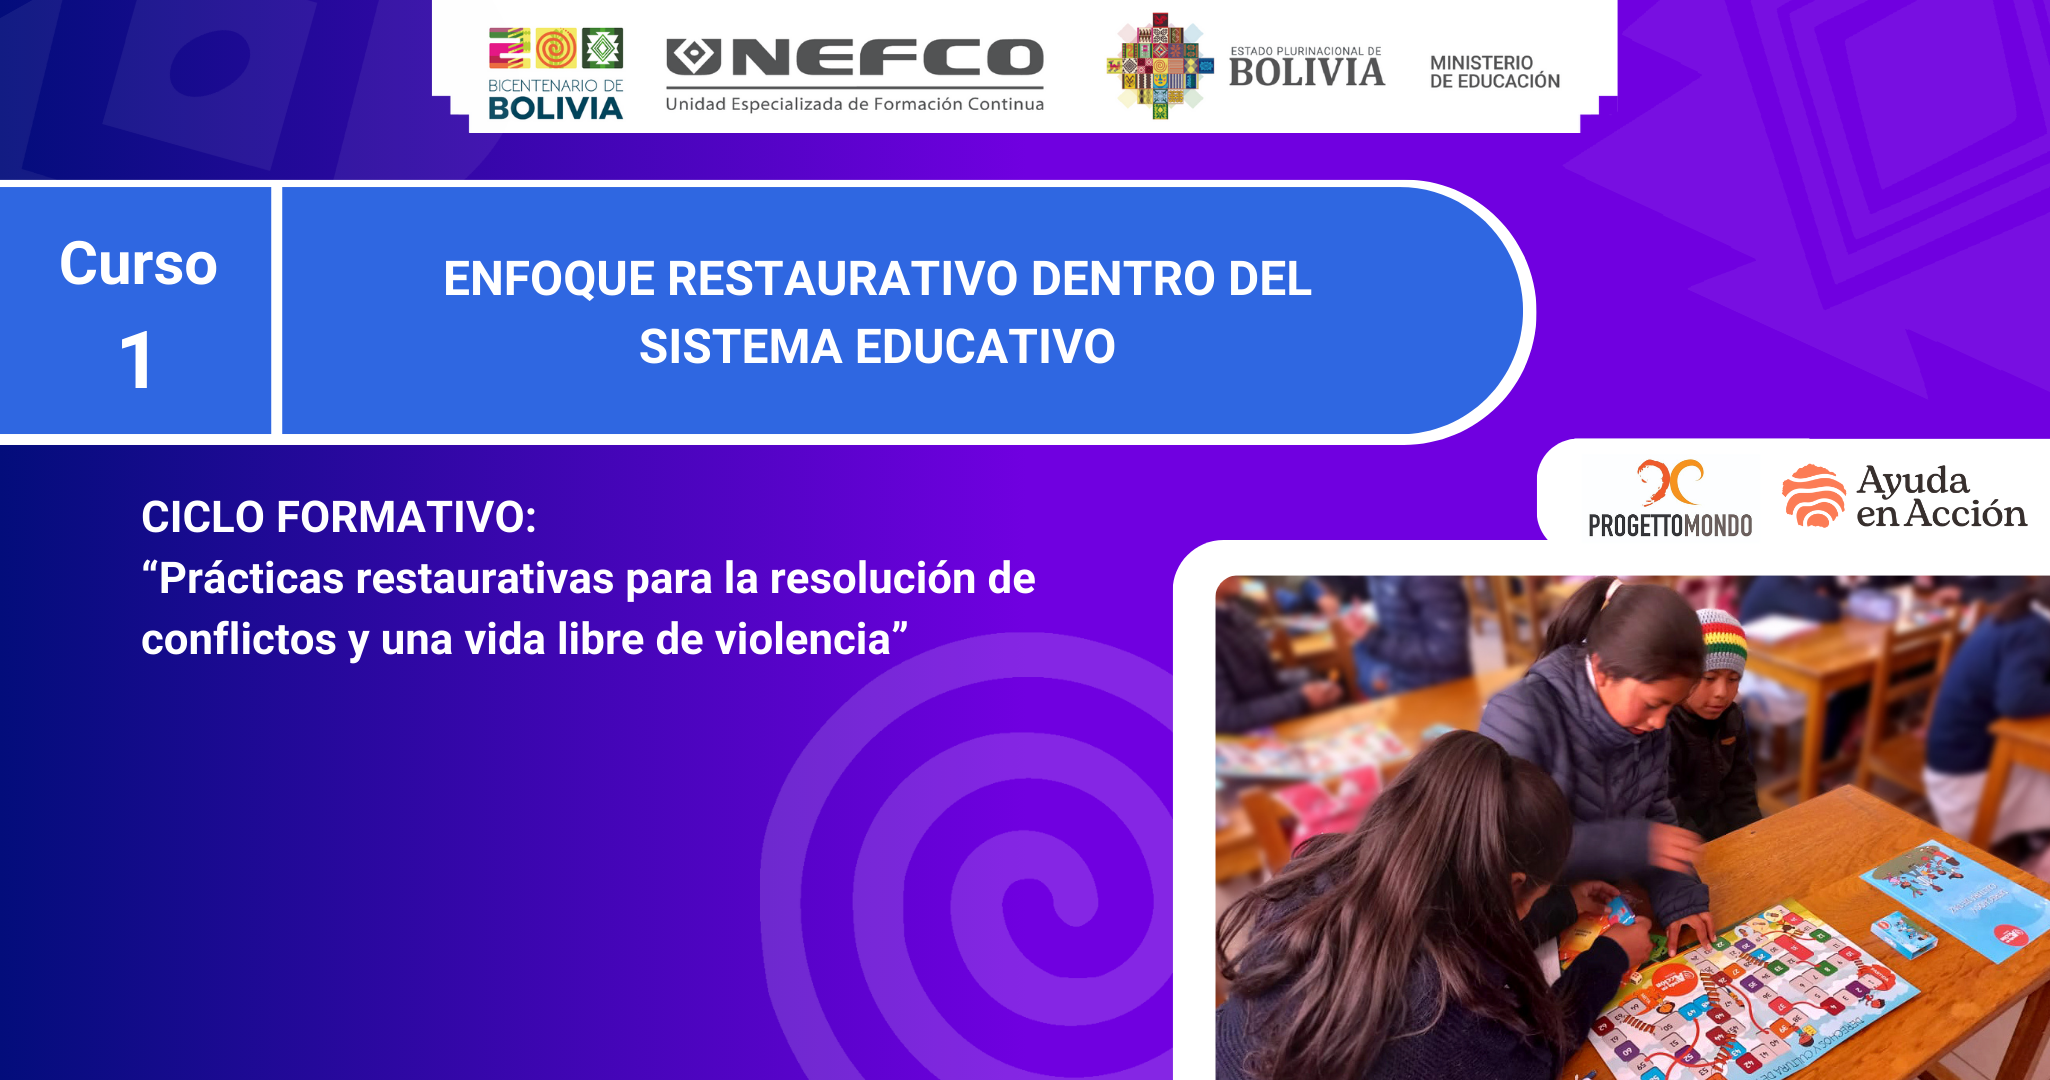 BICENTENARIO DE
BOLIVIA
UNEFCO
Unidad Especializada de Formación Continua
ESTADO PLURINACIONAL DE
BOLIVIA
MINISTERIO
DE EDUCACIÓN
Curso
1
ENFOQUE RESTAURATIVO DENTRO DEL
SISTEMA EDUCATIVO
PROGETTOMONDO
Ayuda
en Acción
CICLO FORMATIVO:
“Prácticas restaurativas para la resolución de
conflictos y una vida libre de violencia”